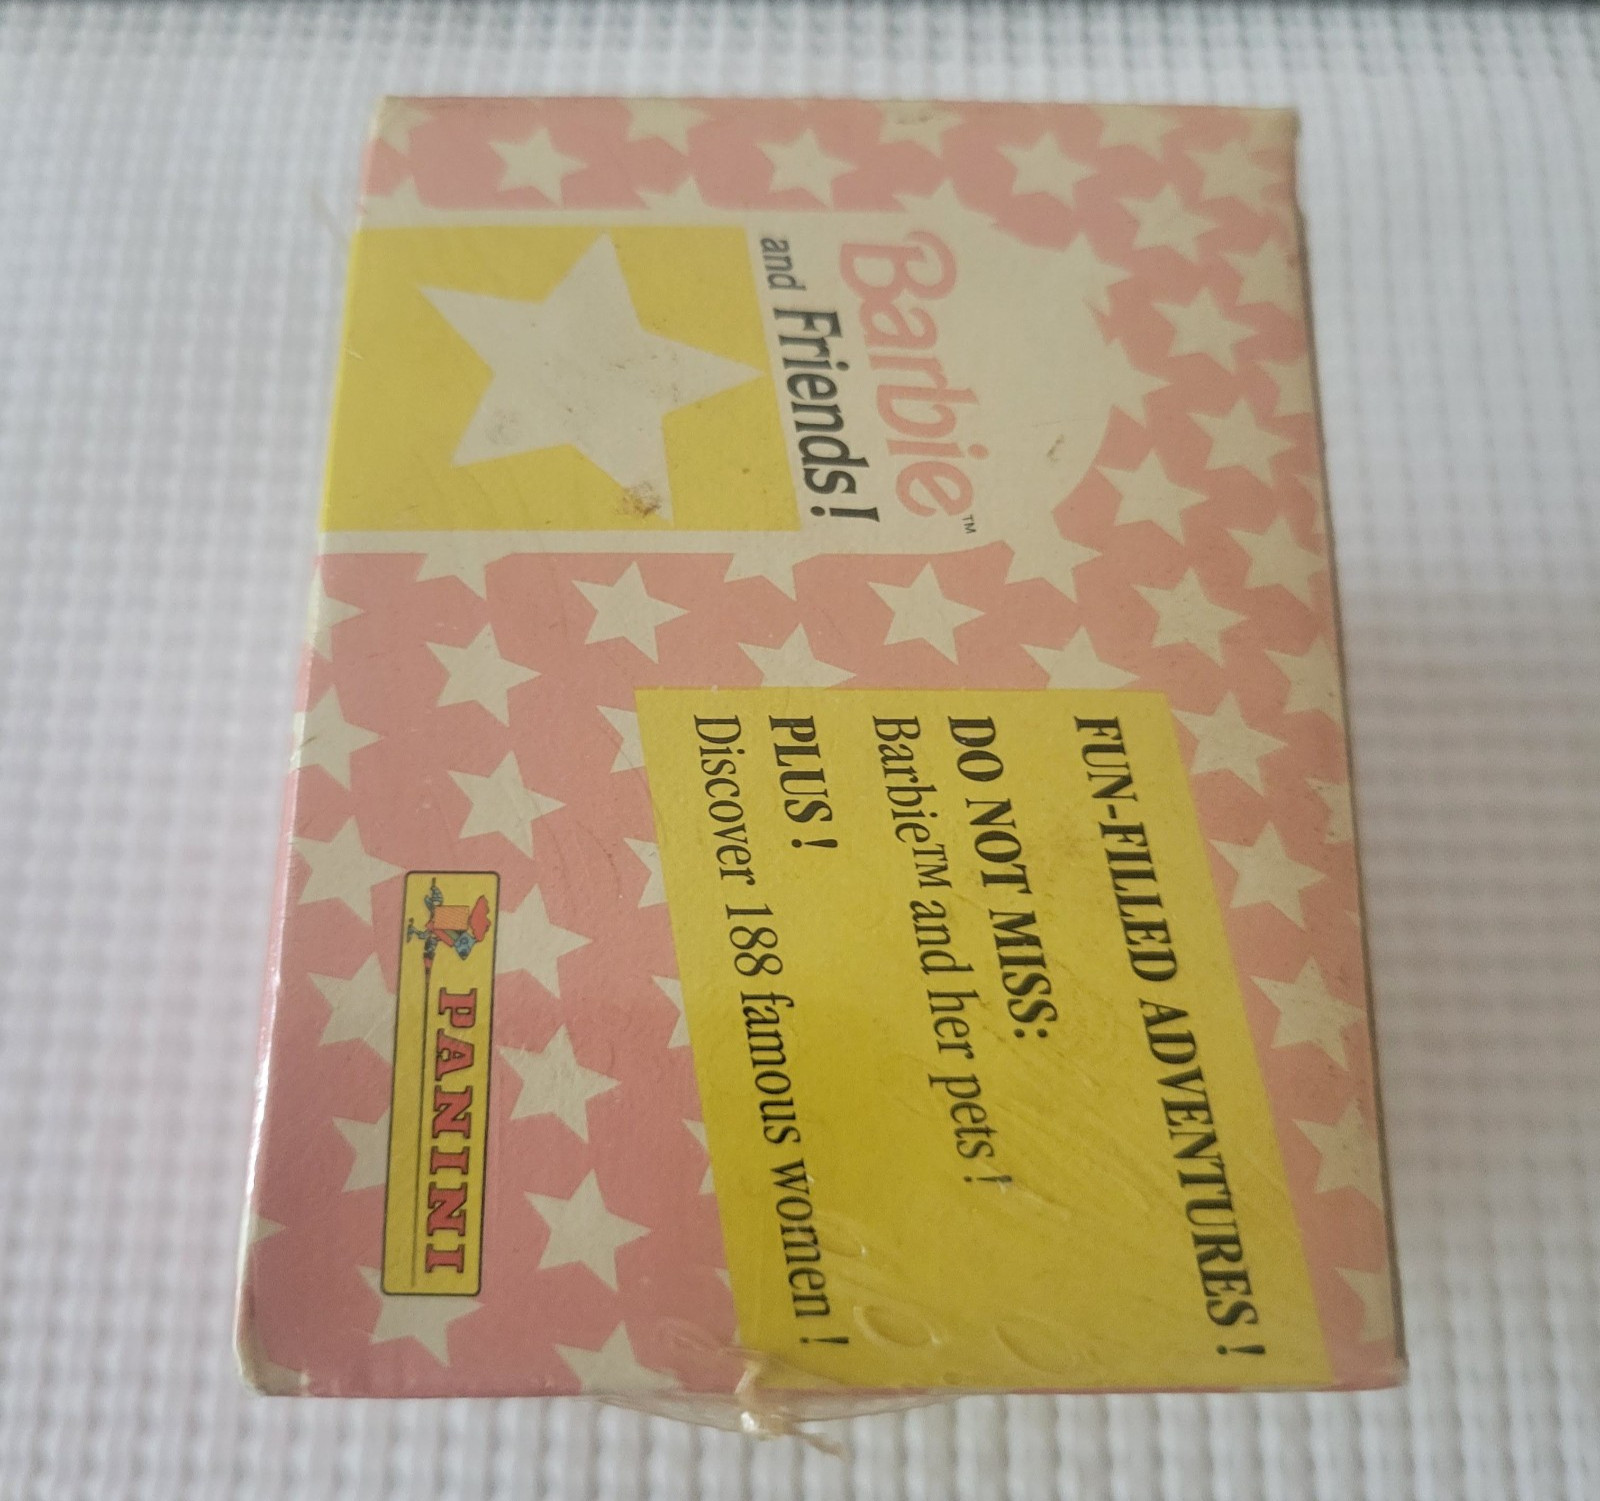 Barbie™
and Friends!
FUN-FILLED ADVENTURES!
DO NOT MISS:
Barbie™ and her pets!
PLUS!
Discover 188 famous women!
PANINI